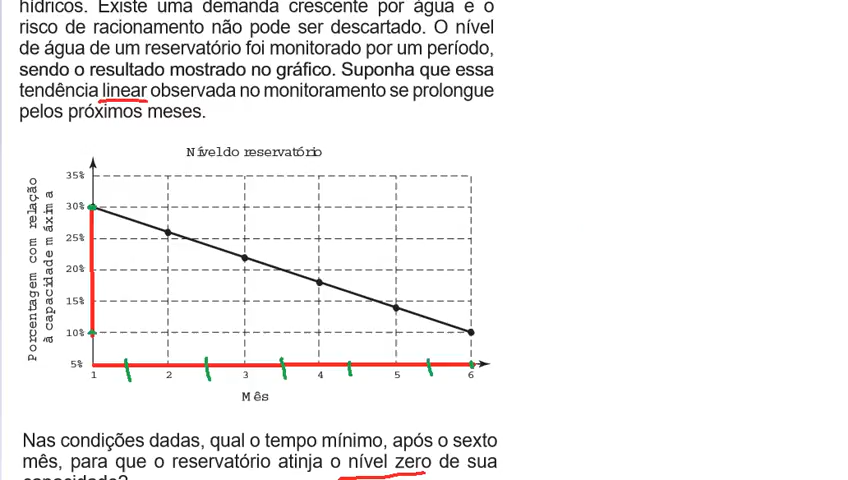 hídricos. Existe uma demanda crescente por água e o
risco de racionamento não pode ser descartado. O nível
de água de um reservatório foi monitorado por um período,
sendo o resultado mostrado no gráfico. Suponha que essa
tendência linear observada no monitoramento se prolongue
pelos próximos meses.
Nível do reservatório
Porcentagem com relação
à capacidade máxima
35%
30%
25%
20%
15%
10%
5%
1 2 3 4 5 6
Mês
Nas condições dadas, qual o tempo mínimo, após o sexto
mês, para que o reservatório atinja o nível zero de sua
capacidade?